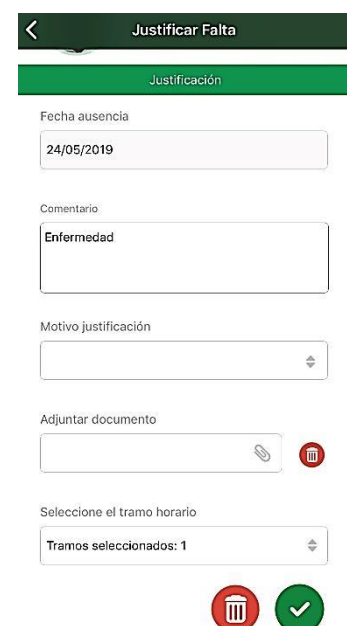 Justificar Falta
Justificación
Fecha ausencia
24/05/2019
Comentario
Enfermedad
Motivo justificación
Adjuntar documento
Seleccione el tramo horario
Tramos seleccionados: 1